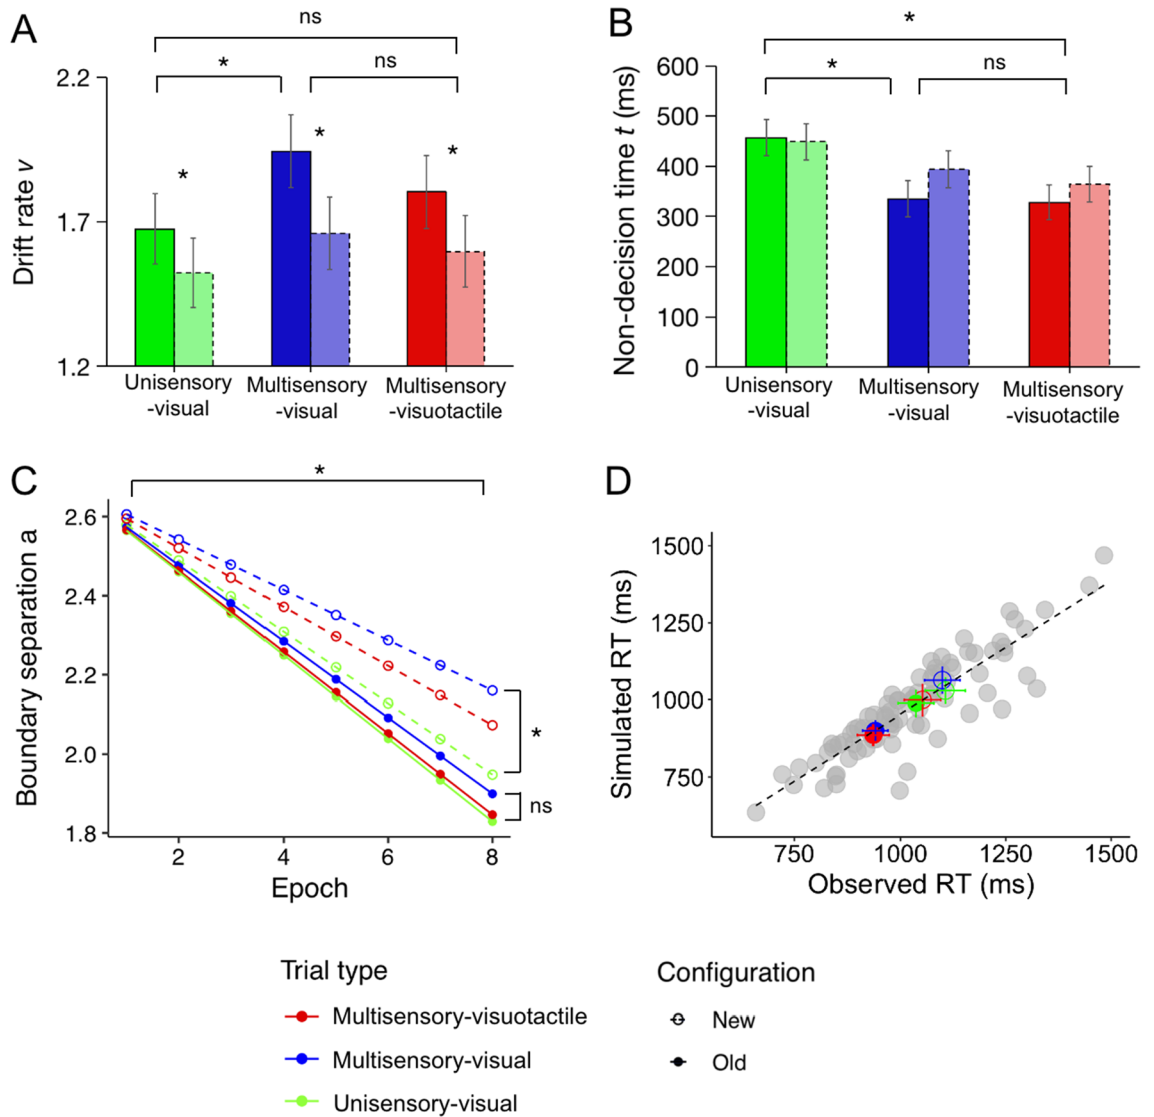 A
ns
*
ns
2.2
1.7
1.2
Drift rate v
*
*
*
Unisensory
-visual
Multisensory
-visual
Multisensory
-visuotactile
B
*
*
ns
600
500
400
300
200
100
0
Non-decision time t (ms)
Unisensory
-visual
Multisensory
-visual
Multisensory
-visuotactile
C
*
2.6
2.4
2.2
2.0
1.8
Boundary separation a
*
ns
2
4
6
8
Epoch
D
1500
1250
1000
750
Simulated RT (ms)
750
1000
1250
1500
Observed RT (ms)
Trial type
Multisensory-visuotactile
Multisensory-visual
Unisensory-visual
Configuration
New
Old